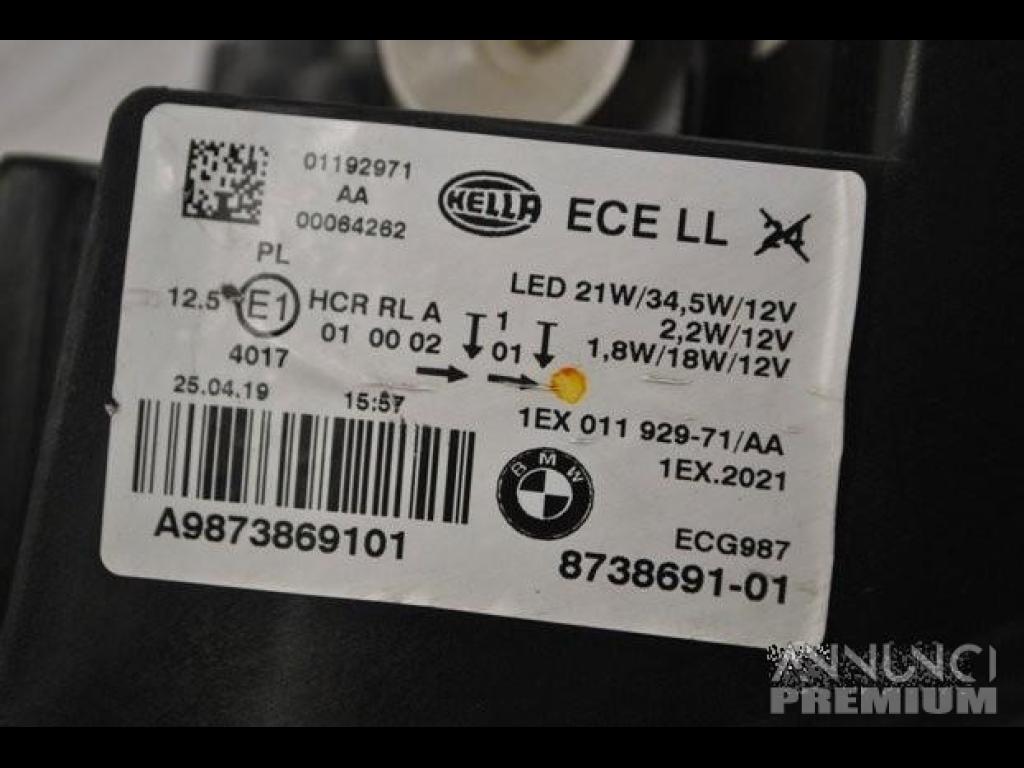 01192971
AA
00064262
HELLA
ECE LL
24
PL
12.5
E1
HCR RL A
01 00 02
1
01
4017
LED 21W/34,5W/12V
2,2W/12V
1,8W/18W/12V
25.04.19
15:57
1EX 011 929-71/AA
1EX.2021
BMW
A9873869101
ECG987
8738691-01
ANNUNCI
PREMIUM